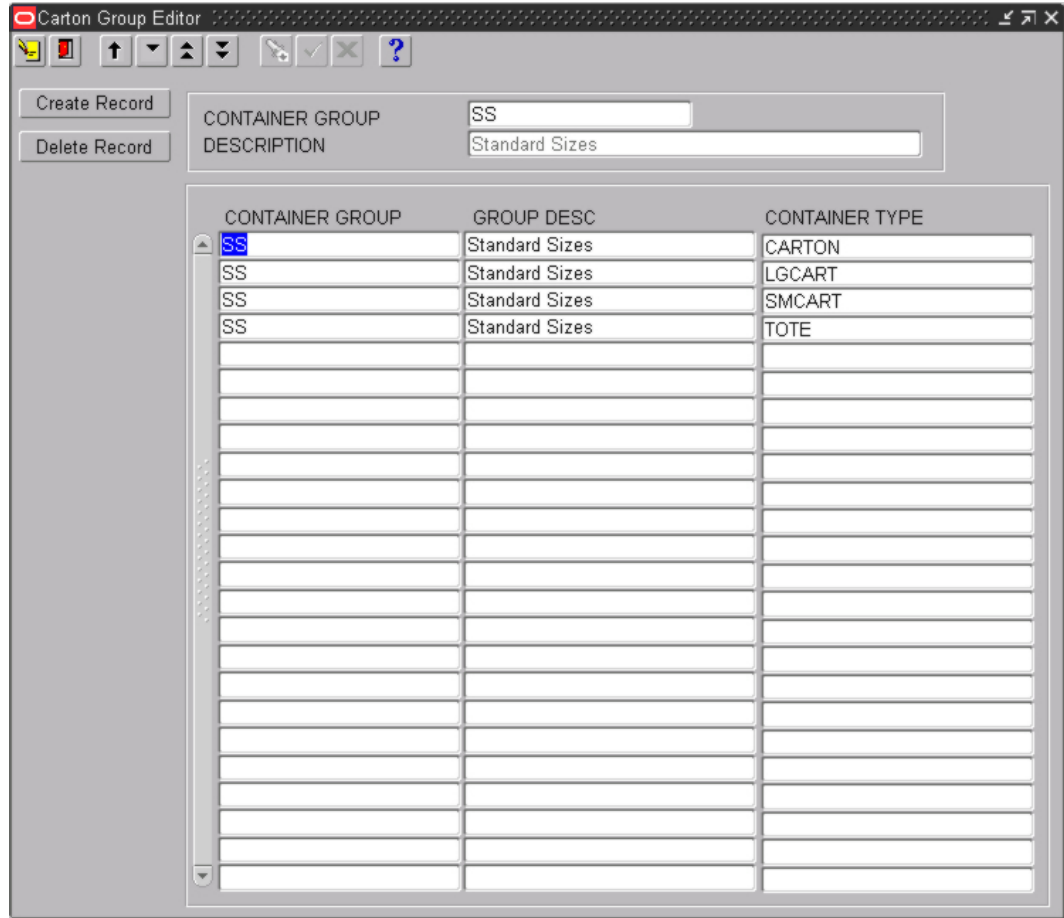 Carton Group Editor
?
Create Record
Delete Record
CONTAINER GROUP SS
DESCRIPTION Standard Sizes
CONTAINER GROUP GROUP DESC CONTAINER TYPE
SS Standard Sizes CARTON
SS Standard Sizes LGCART
SS Standard Sizes SMCART
SS Standard Sizes TOTE